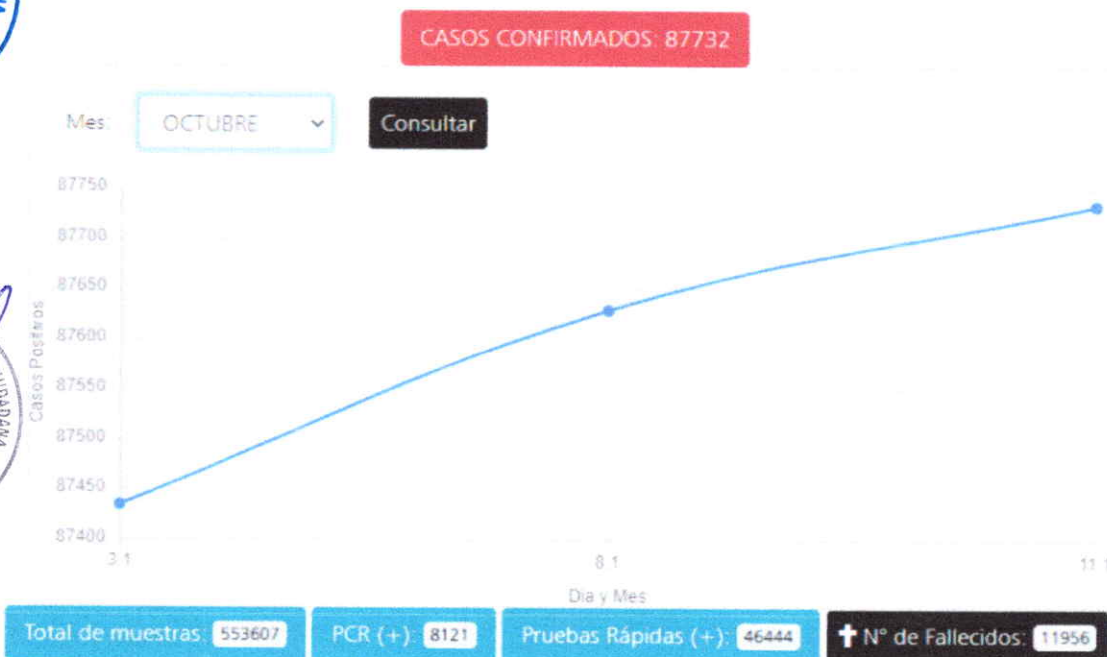 CASOS CONFIRMADOS: 87732
Mes: OCTUBRE Consultar
87750
87700
87650
87600
87550
87500
87450
87400
Casos Positivos
3 1
8 1
11 1
Dia y Mes
Total de muestras: 553607 PCR (+): 8121 Pruebas Rápidas (+): 46444 N° de Fallecidos: 11956